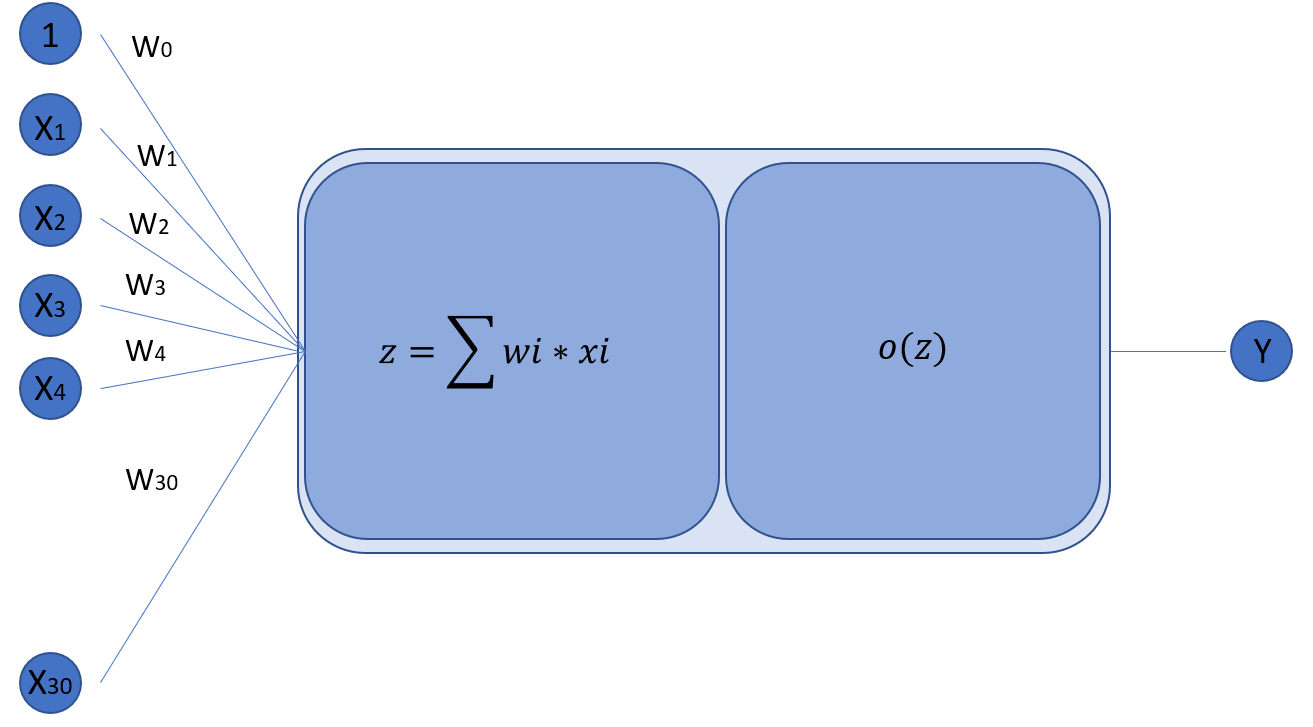 1
W0
X1
W1
X2
W2
X3
W3
X4
W4
W30
X30
z = ∑ wi * xi
o(z)
Y